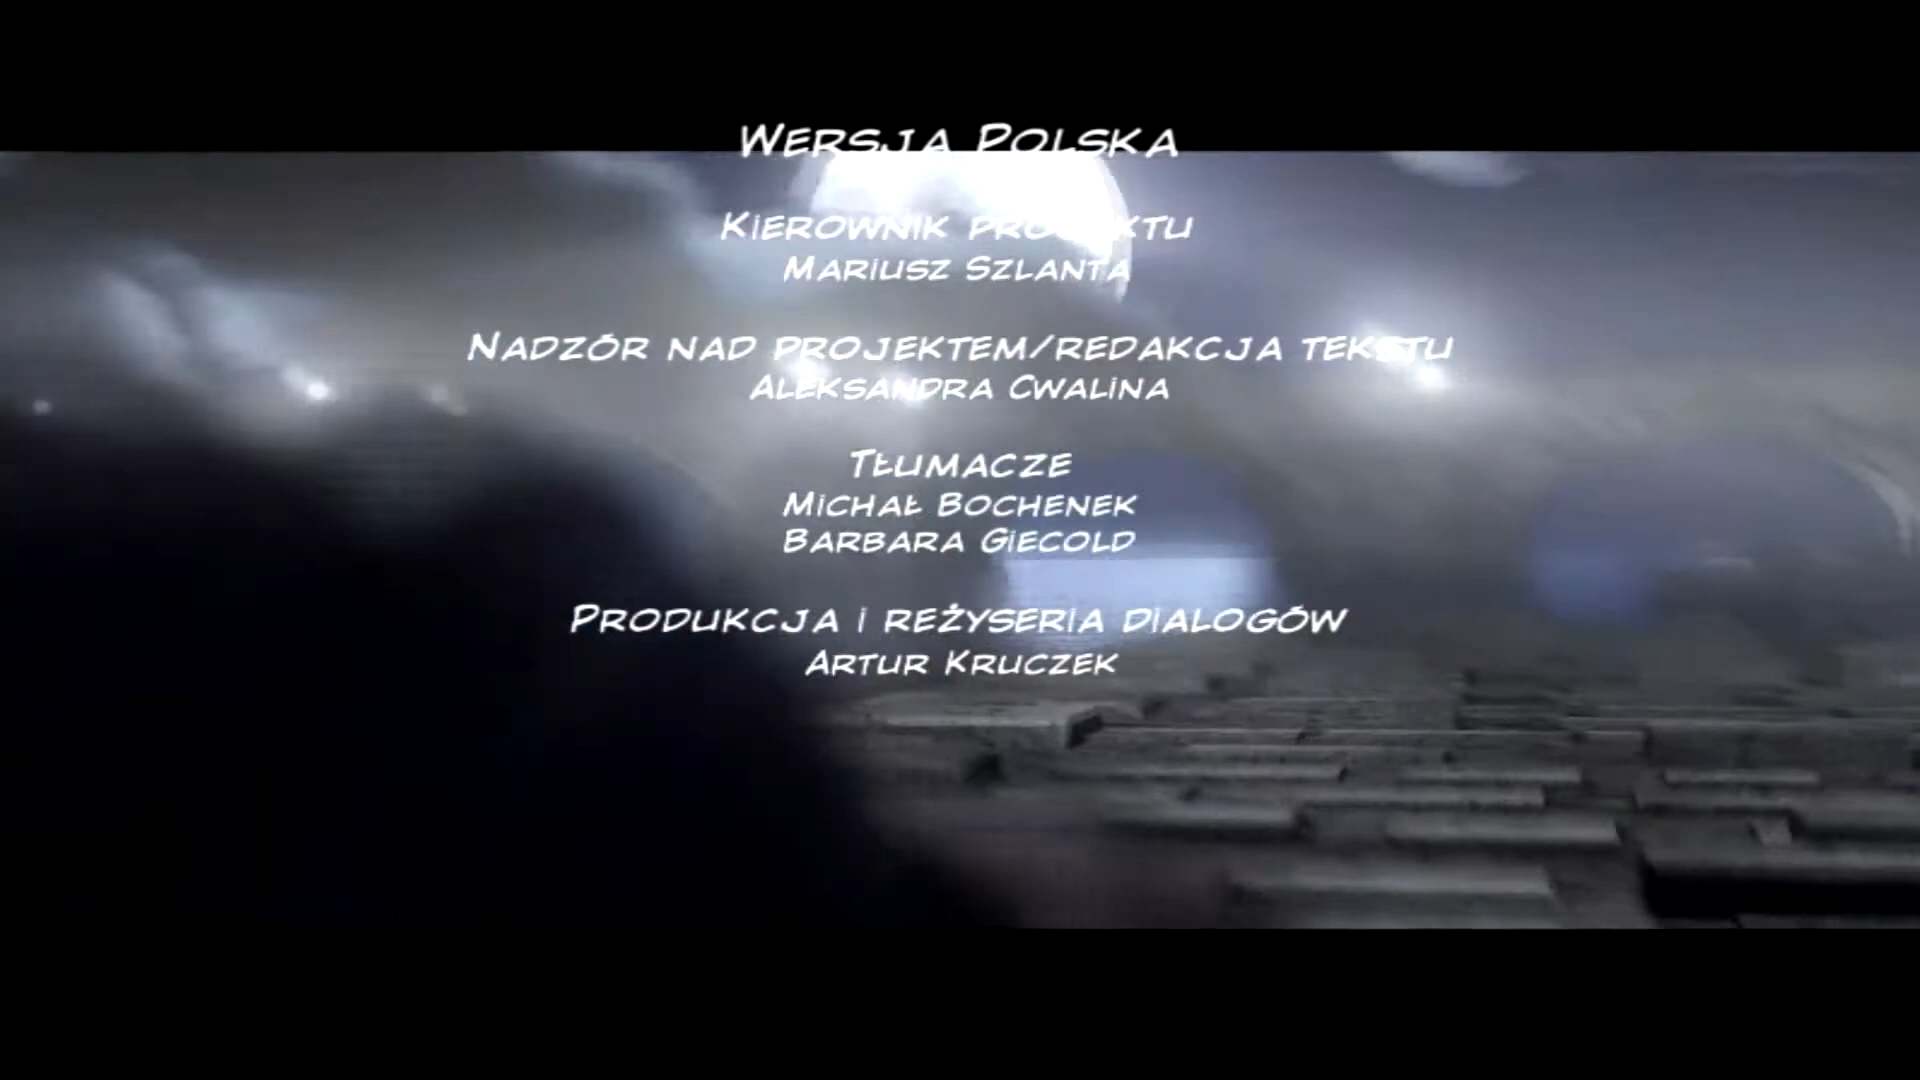 Wersja Polska
Kierownik projektu
Mariusz Szlanta
Nadzór nad projektem/redakcja tekstu
Aleksandra Cwalina
Tłumacze
Michał Bochenek
Barbara Giecold
Produkcja i reżyseria dialogów
Artur Kruczek